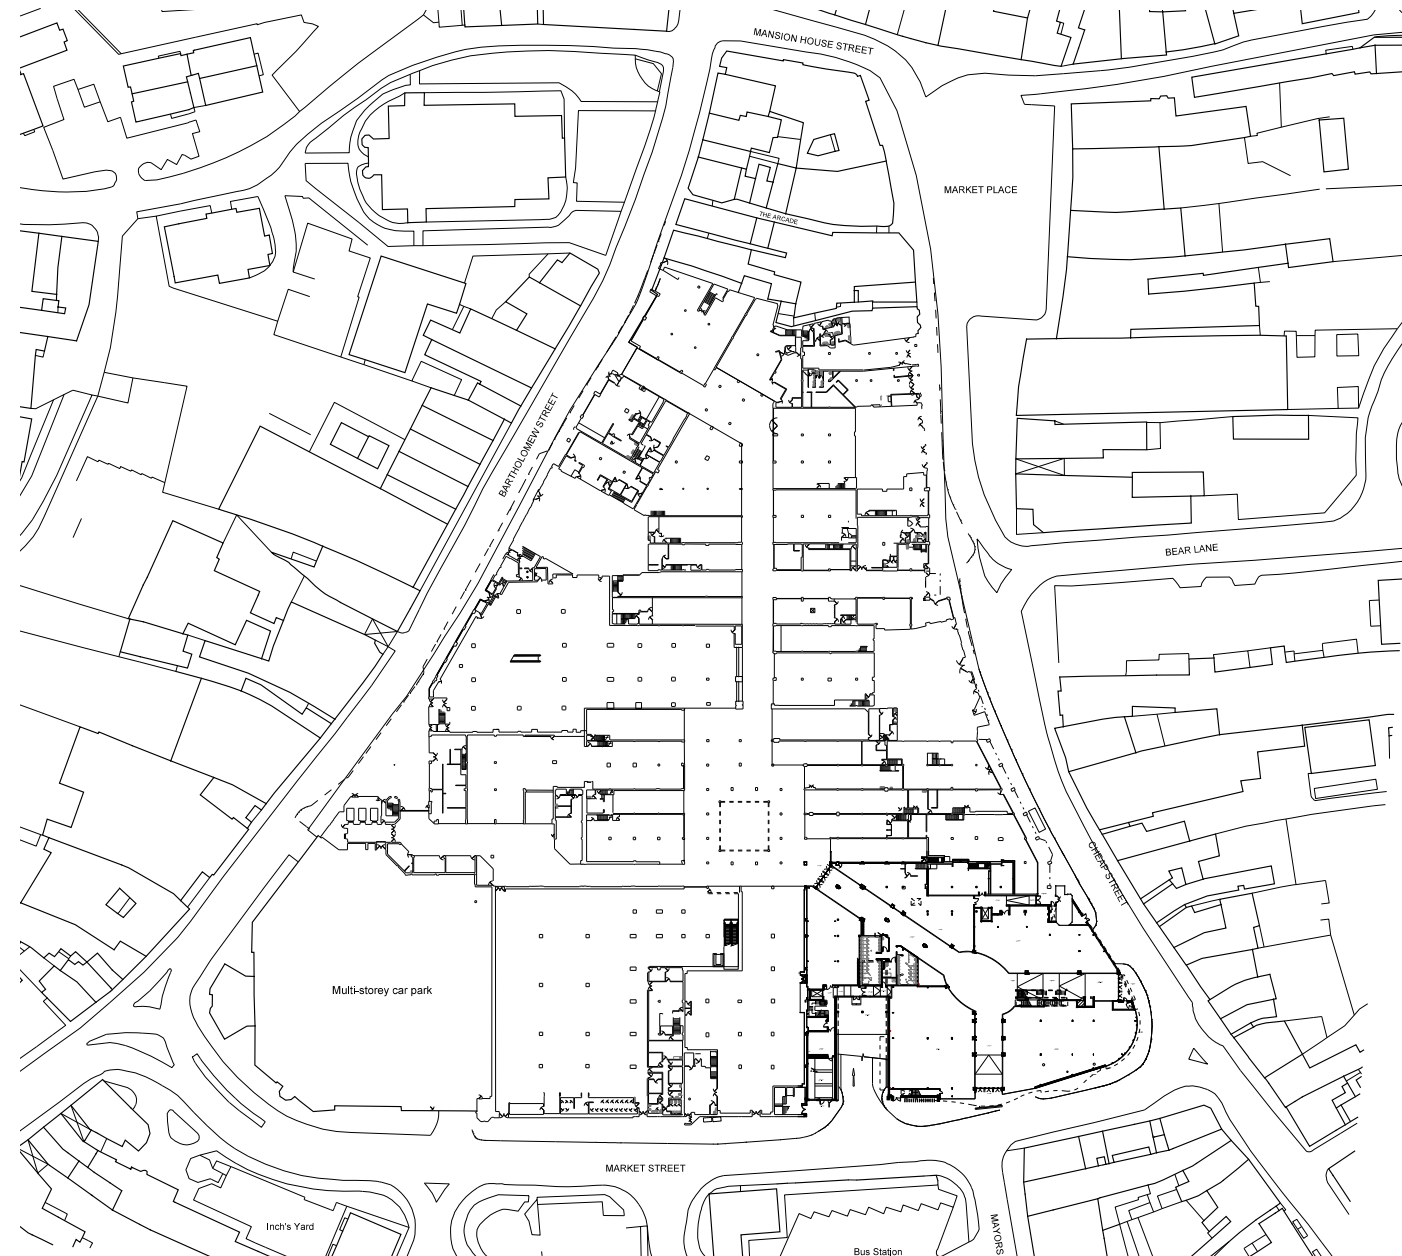 MANSION HOUSE STREET
MARKET PLACE
THE ARCADE
BARTHOLOMEW STREET
BEAR LANE
CHEAP STREET
Multi-storey car park
MARKET STREET
Inch's Yard
MAYORS
Bus Station